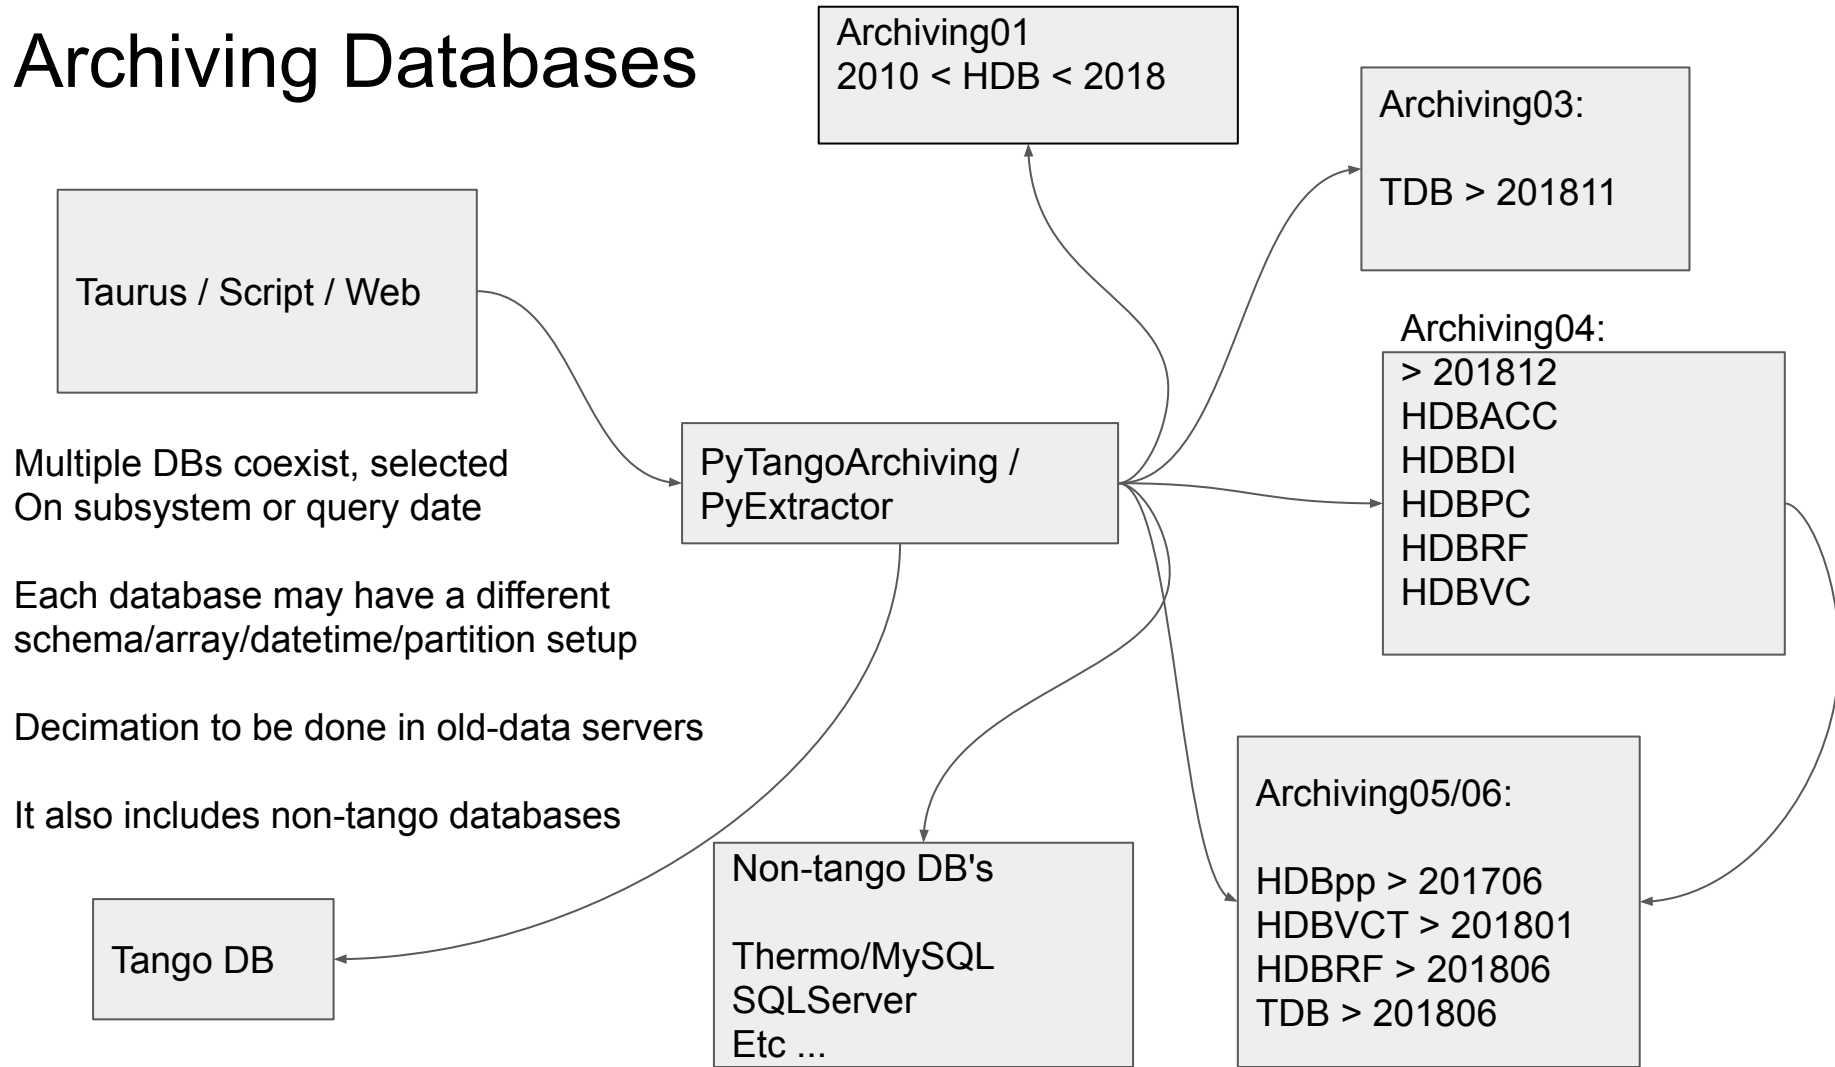 Archiving Databases
Archiving01
2010 < HDB < 2018
Archiving03:
TDB > 201811
Taurus / Script / Web
Archiving04:
> 201812
HDBACC
HDBDI
HDBPC
HDBRF
HDBVC
PyTangoArchiving /
PyExtractor
Multiple DBs coexist, selected
On subsystem or query date
Each database may have a different
schema/array/datetime/partition setup
Decimation to be done in old-data servers
It also includes non-tango databases
Tango DB
Non-tango DB's
Thermo/MySQL
SQLServer
Etc ...
Archiving05/06:
HDBpp > 201706
HDBVCT > 201801
HDBRF > 201806
TDB > 201806